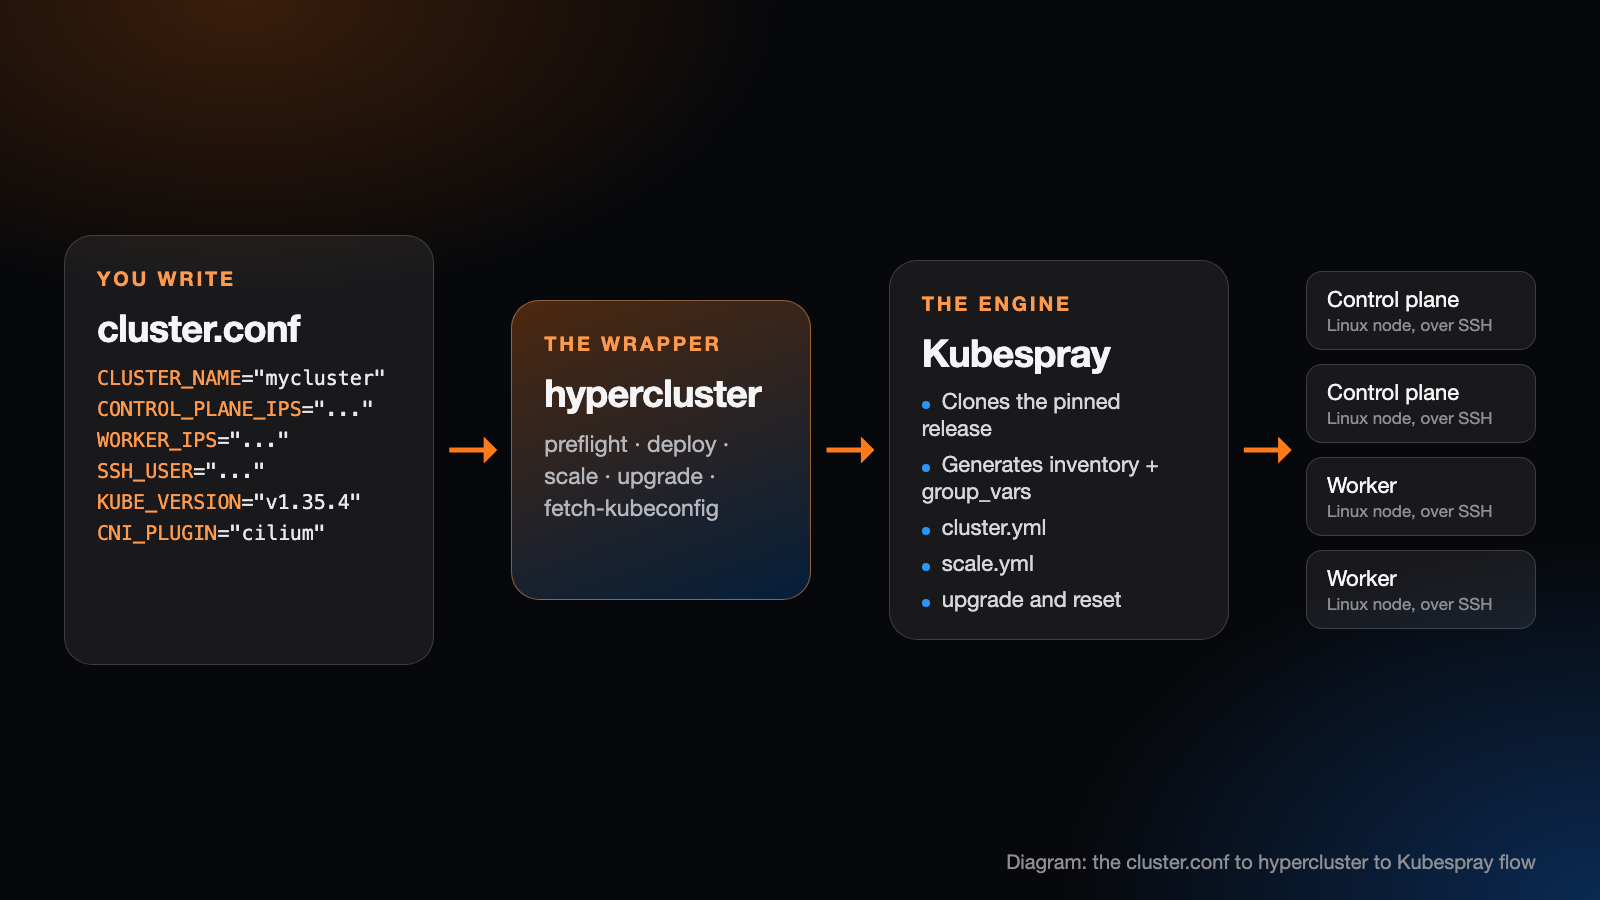 YOU WRITE
cluster.conf
CLUSTER_NAME="mycluster"
CONTROL_PLANE_IPS="..."
WORKER_IPS="..."
SSH_USER="..."
KUBE_VERSION="v1.35.4"
CNI_PLUGIN="cilium"
THE WRAPPER
hypercluster
preflight · deploy ·
scale · upgrade ·
fetch-kubeconfig
THE ENGINE
Kubespray
• Clones the pinned
release
• Generates inventory +
group_vars
• cluster.yml
• scale.yml
• upgrade and reset
Control plane
Linux node, over SSH
Control plane
Linux node, over SSH
Worker
Linux node, over SSH
Worker
Linux node, over SSH
Diagram: the cluster.conf to hypercluster to Kubespray flow